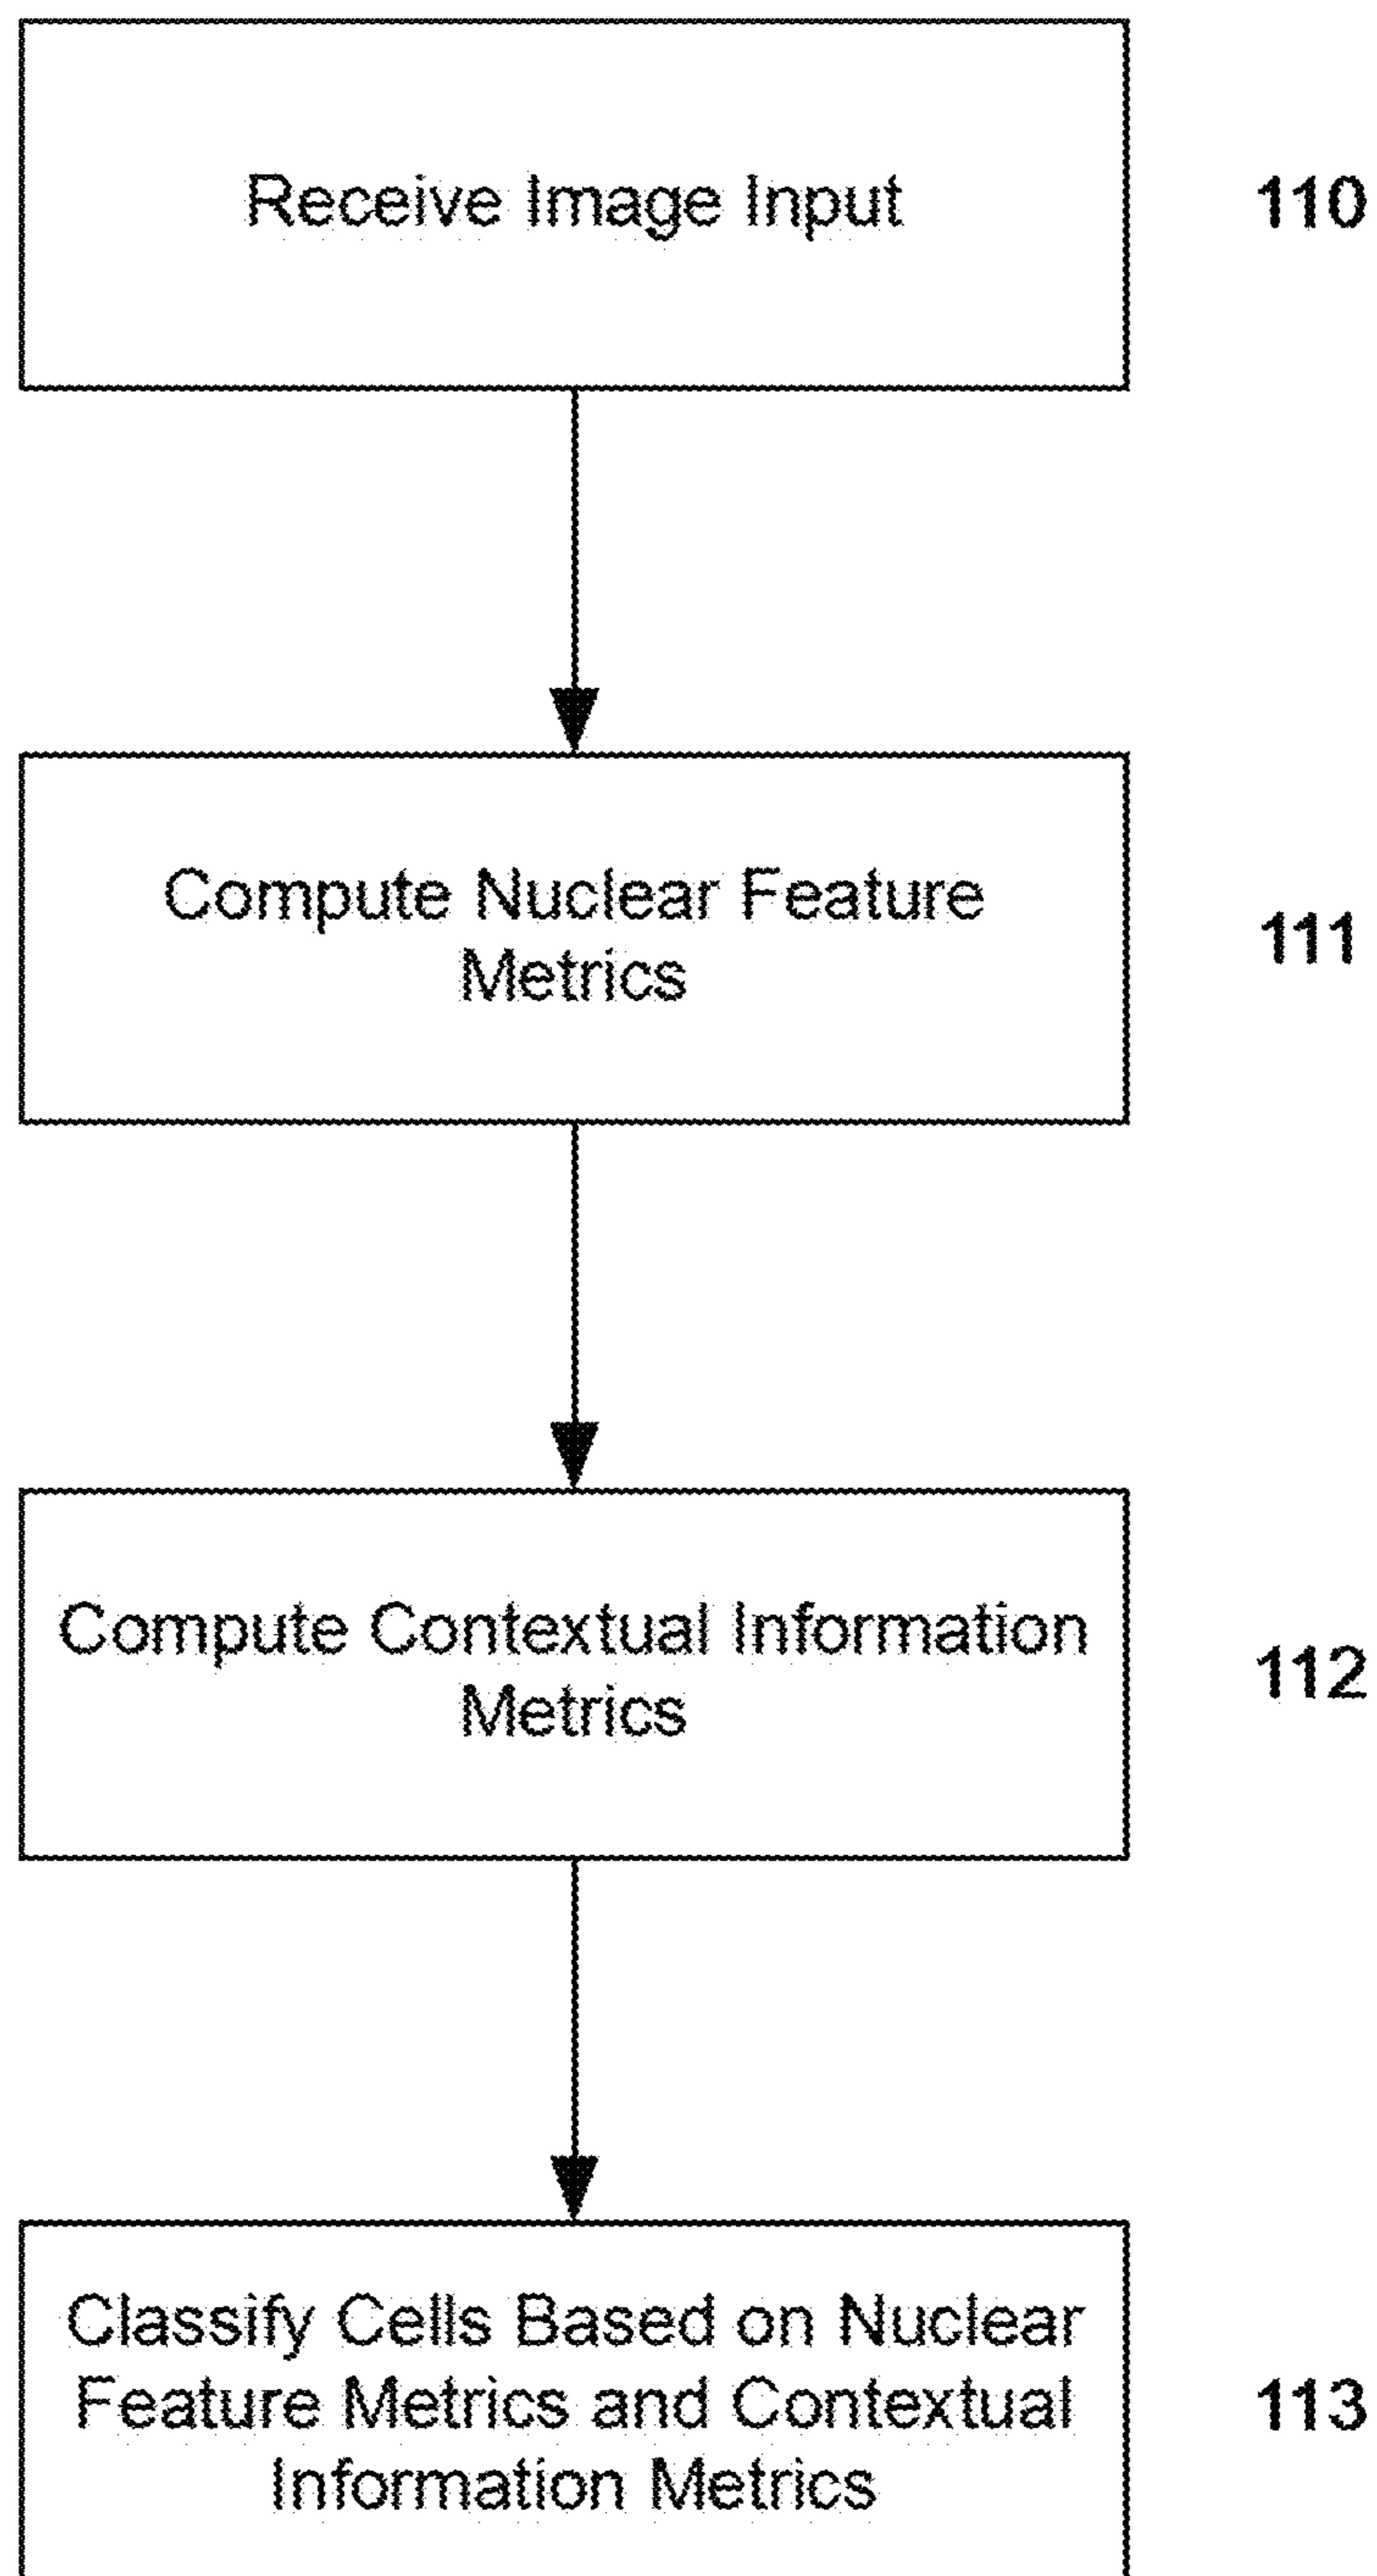 Receive Image Input
110
Compute Nuclear Feature
Metrics
111
Compute Contextual Information
Metrics
112
Classify Cells Based on Nuclear
Feature Metrics and Contextual
Information Metrics
113